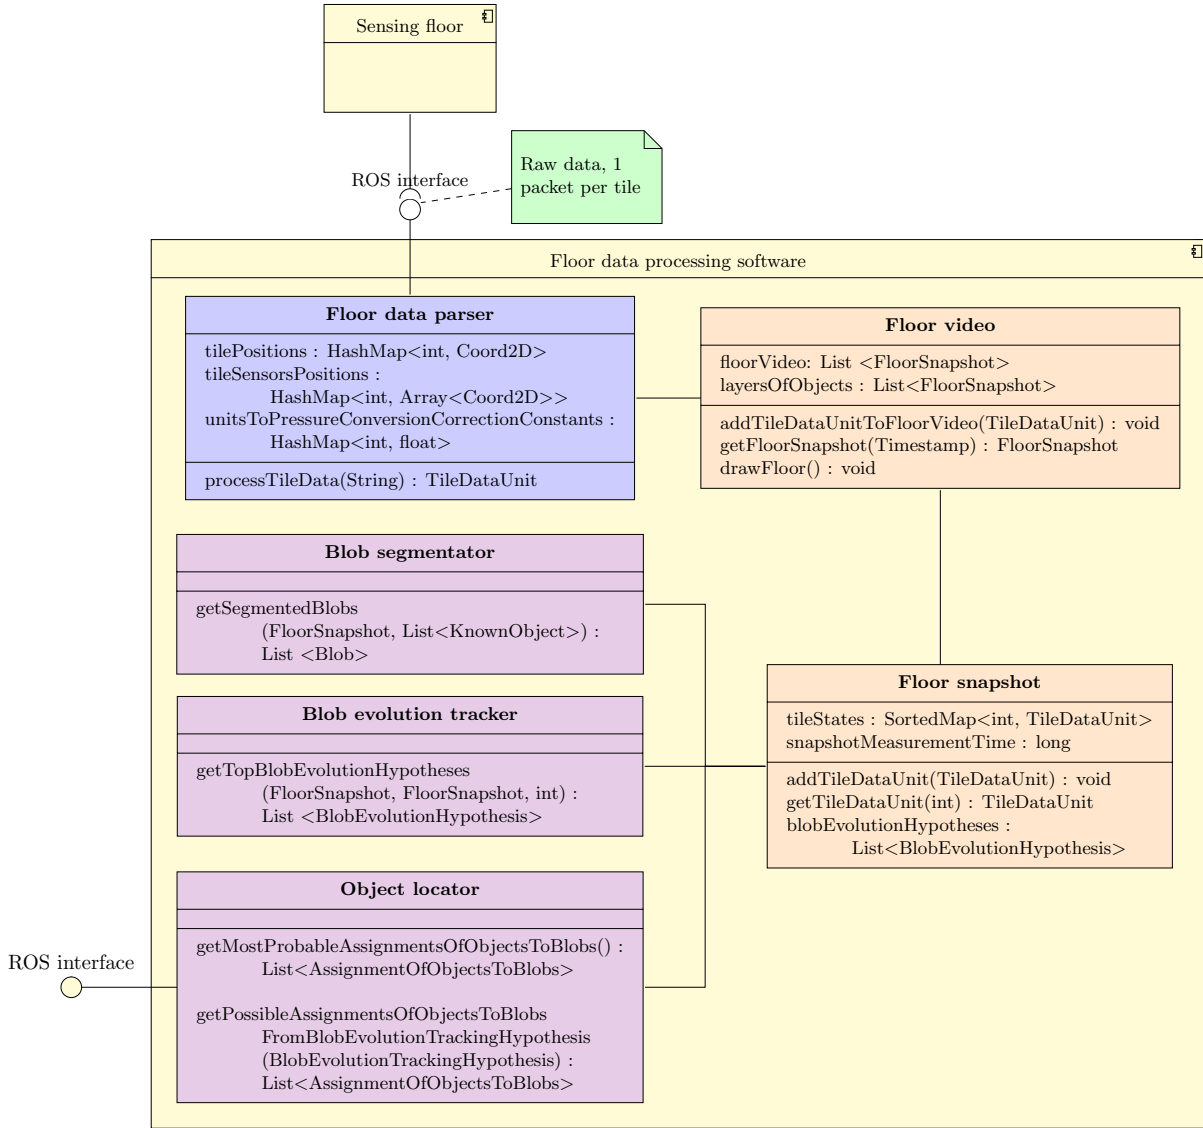 Sensing floor
ROS interface
Raw data, 1
packet per tile
Floor data processing software
Floor data parser
tilePositions : HashMap<int, Coord2D>
tileSensorsPositions :
HashMap<int, Array<Coord2D>>
unitsToPressureConversionCorrectionConstants :
HashMap<int, float>
processTileData(String) : TileDataUnit
Floor video
floorVideo: List <FloorSnapshot>
layersOfObjects : List<FloorSnapshot>
addTileDataUnitToFloorVideo(TileDataUnit) : void
getFloorSnapshot(Timestamp) : FloorSnapshot
drawFloor() : void
Blob segmentator
getSegmentedBlobs
(FloorSnapshot, List<KnownObject>) :
List <Blob>
Blob evolution tracker
getTopBlobEvolutionHypotheses
(FloorSnapshot, FloorSnapshot, int) :
List <BlobEvolutionHypothesis>
Floor snapshot
tileStates : SortedMap<int, TileDataUnit>
snapshotMeasurementTime : long
addTileDataUnit(TileDataUnit) : void
getTileDataUnit(int) : TileDataUnit
blobEvolutionHypotheses :
List<BlobEvolutionHypothesis>
Object locator
getMostProbableAssignmentsOfObjectsToBlobs() :
List<AssignmentOfObjectsToBlobs>
getPossibleAssignmentsOfObjectsToBlobs
FromBlobEvolutionTrackingHypothesis
(BlobEvolutionTrackingHypothesis) :
List<AssignmentOfObjectsToBlobs>
ROS interface